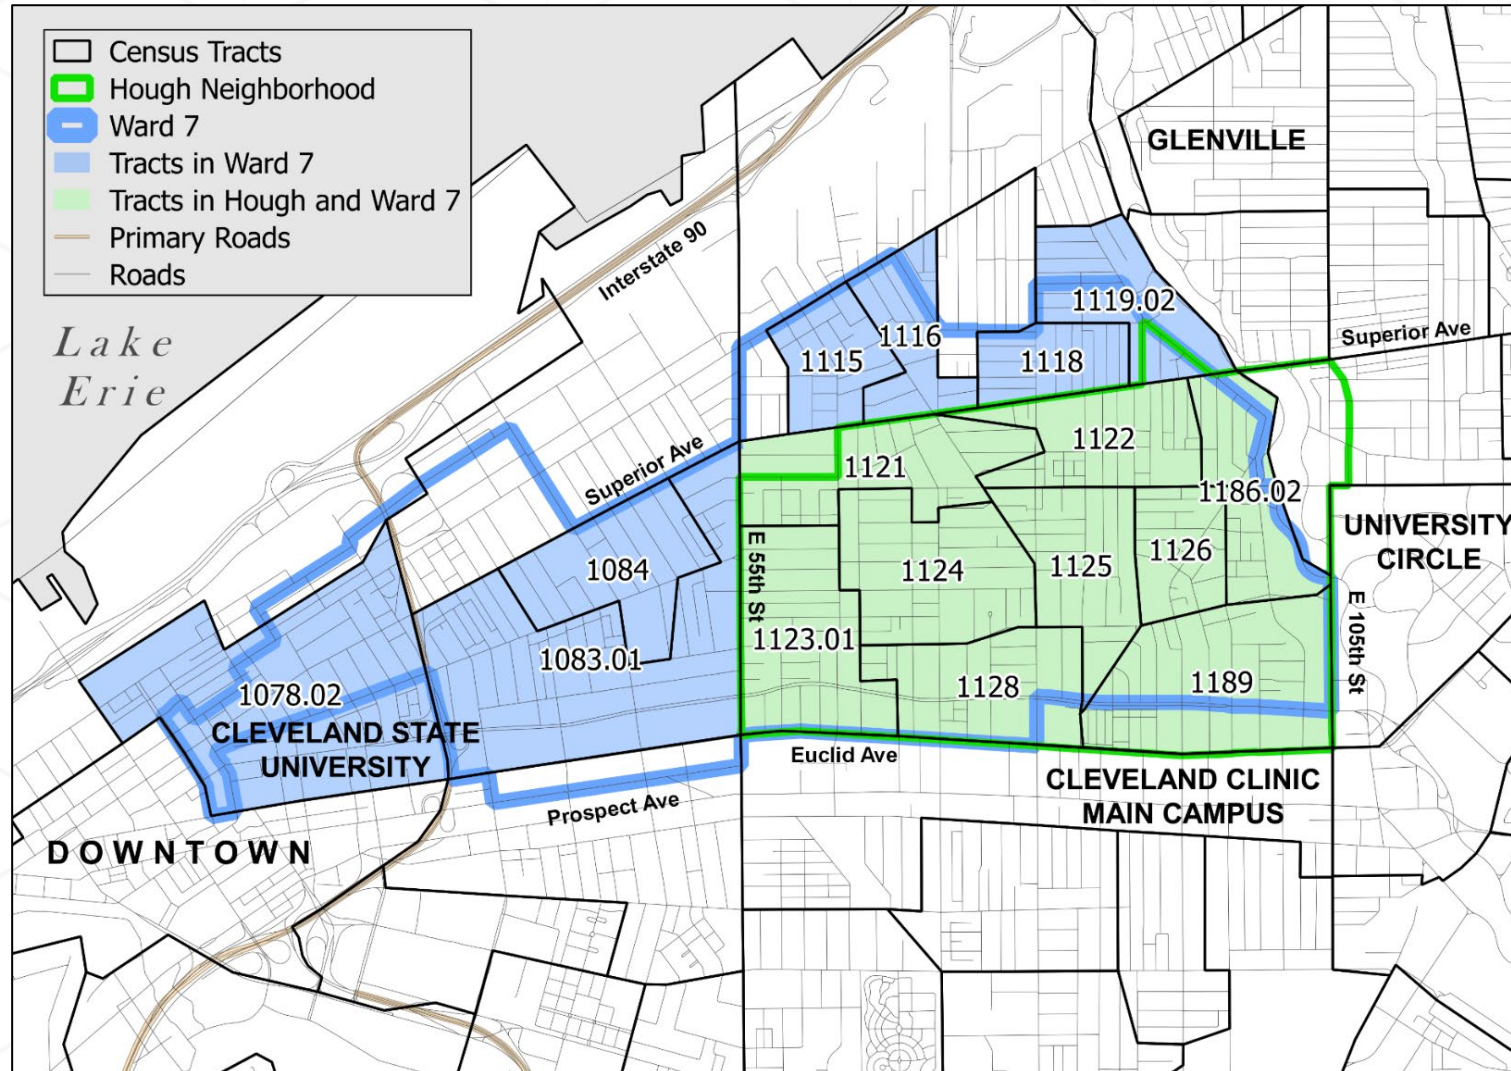 Census Tracts
Hough Neighborhood
Ward 7
Tracts in Ward 7
Tracts in Hough and Ward 7
Primary Roads
Roads
Lake
Erie
Interstate 90
GLENVILLE
Superior Ave
1119.02
1116
1115
1118
Superior Ave
1122
1121
1186.02
UNIVERSITY
CIRCLE
E 55th St
1084
1124
1125
1126
E 105th St
1083.01
1123.01
1128
1189
1078.02
CLEVELAND STATE
UNIVERSITY
Euclid Ave
Prospect Ave
CLEVELAND CLINIC
MAIN CAMPUS
DOWNTOWN